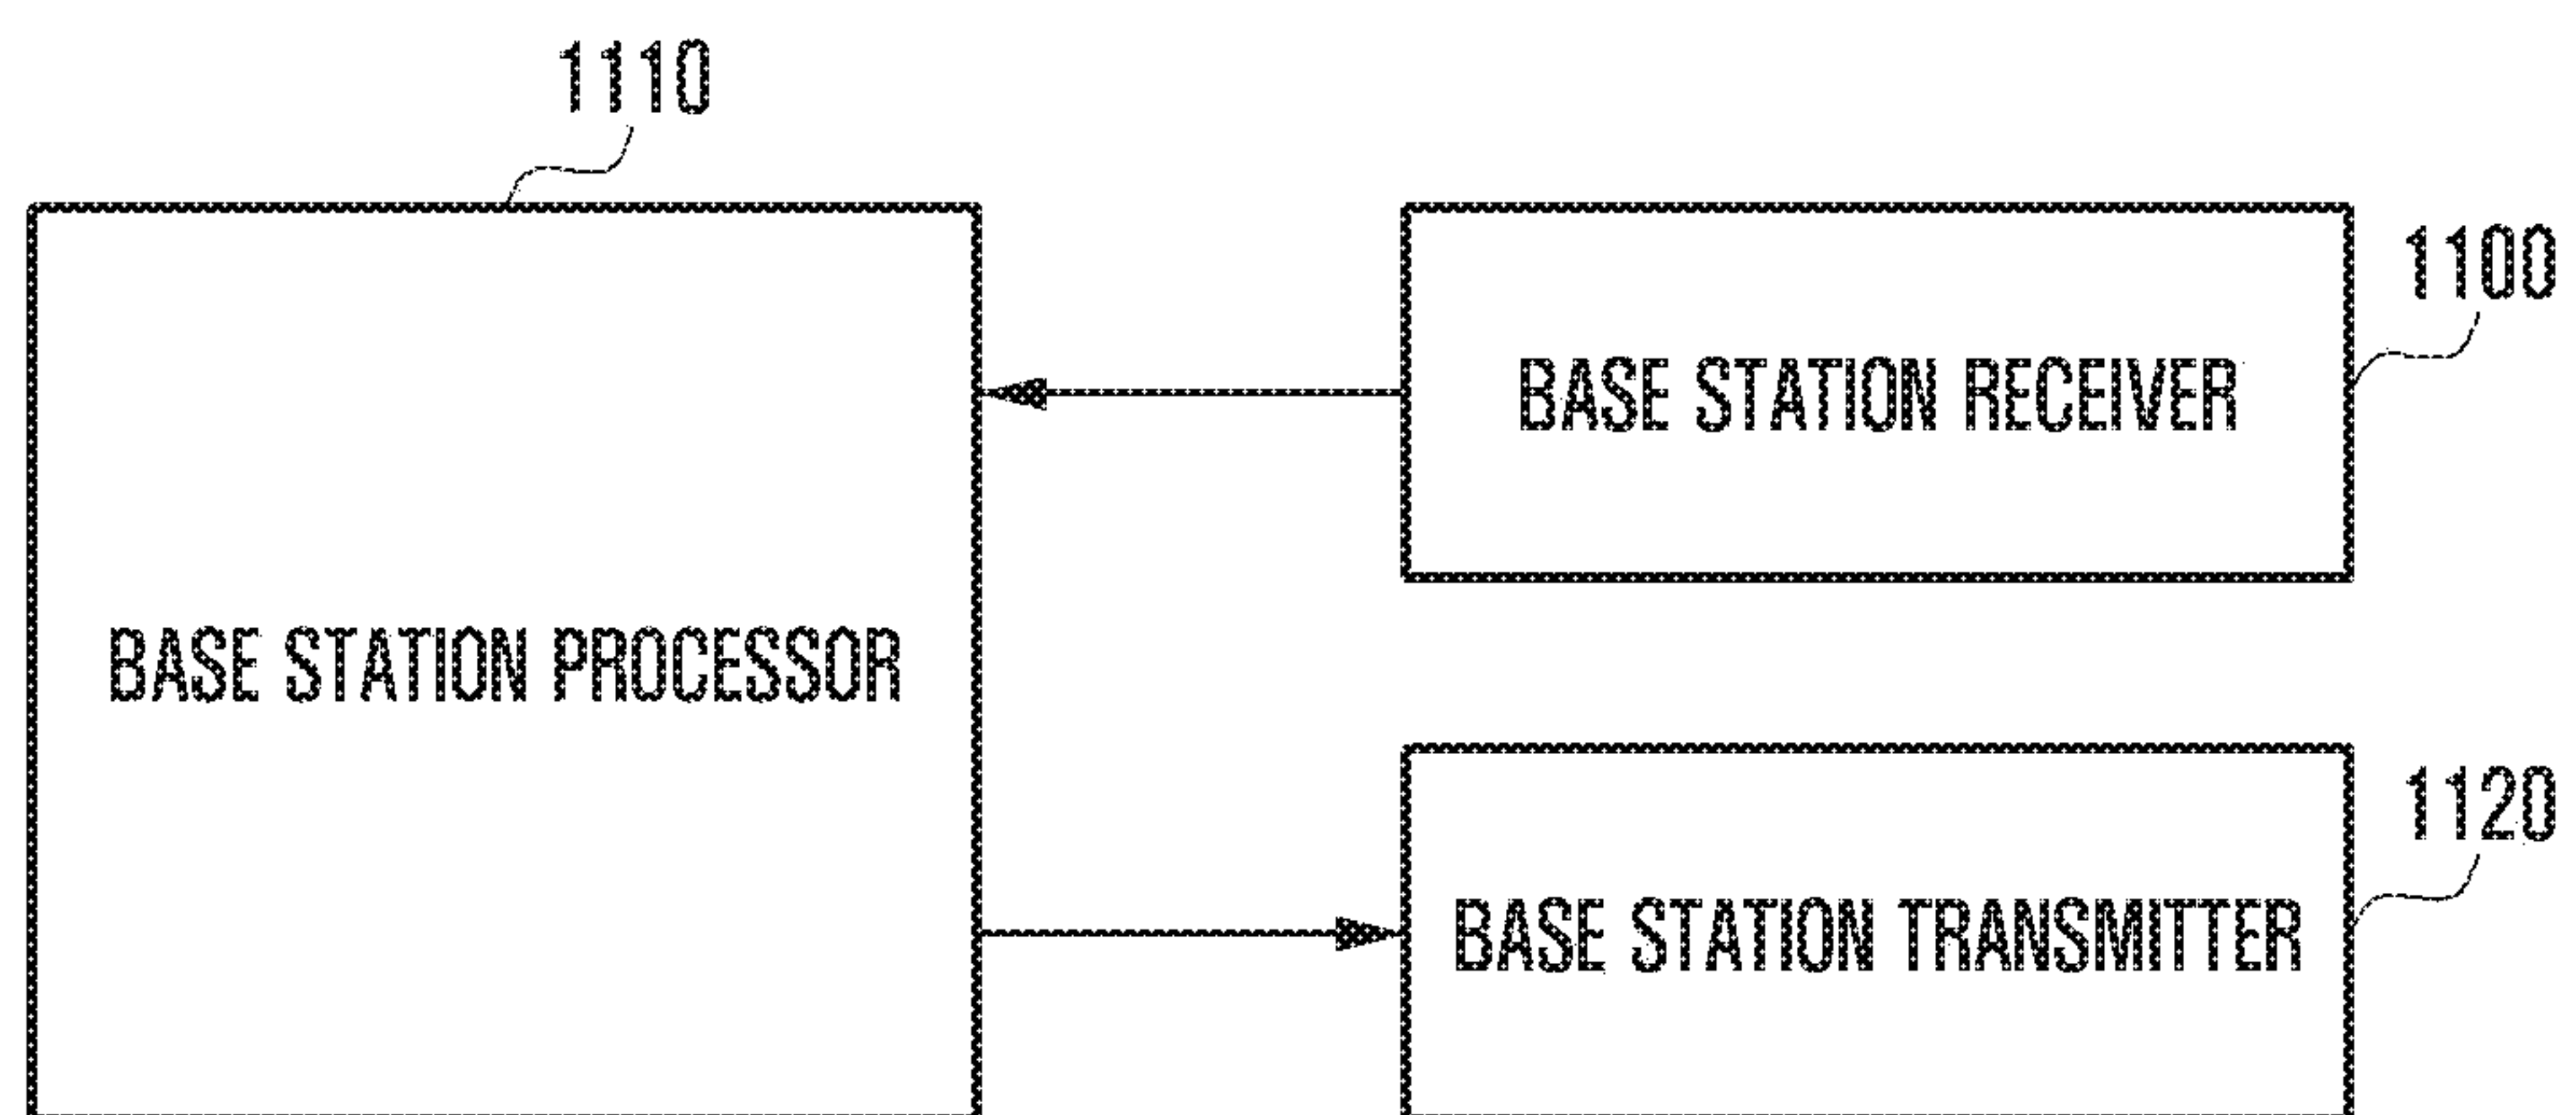 1110
1100
BASE STATION RECEIVER
BASE STATION PROCESSOR
1120
BASE STATION TRANSMITTER